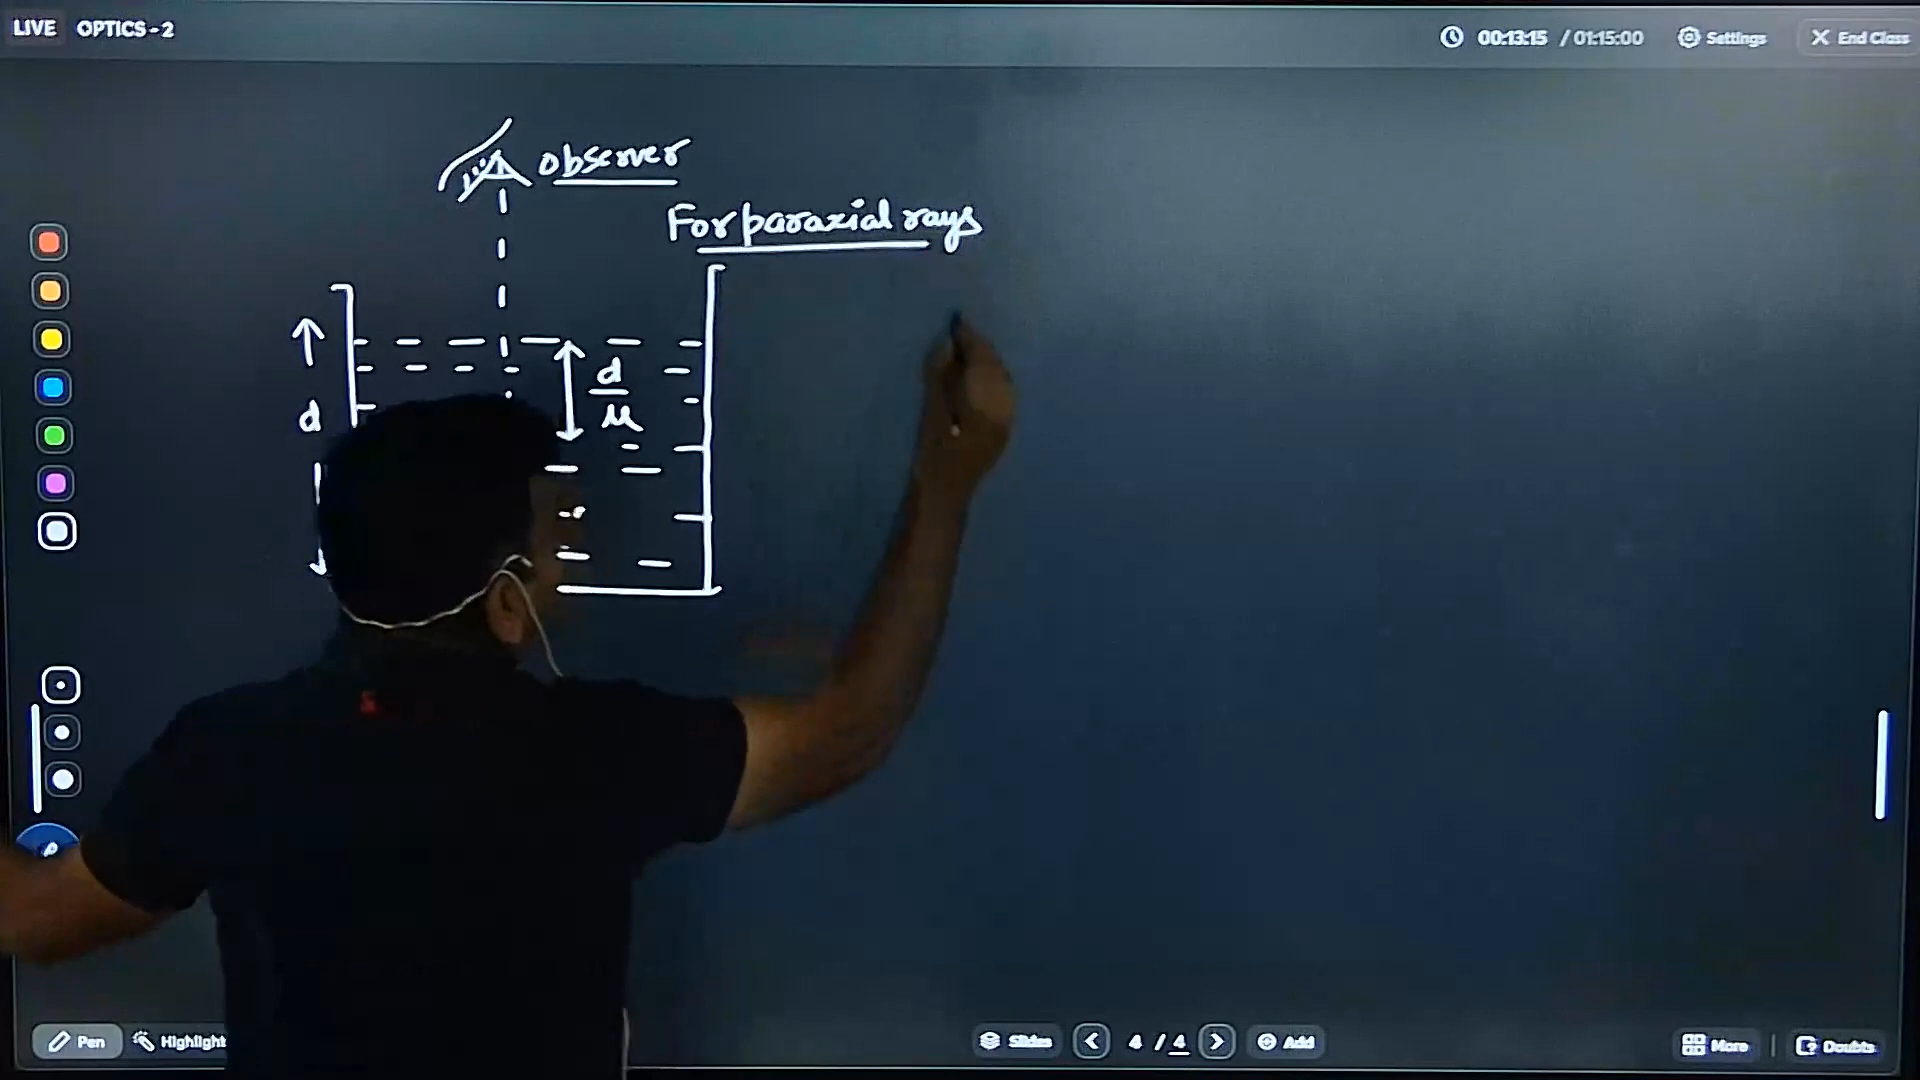 LIVE OPTICS - 2
00:13:15 / 01:15:00 Settings End Class
observer
For paraxial rays
d
d
μ
Pen Highlight
Slides 4 / 4 Add
More Doubts